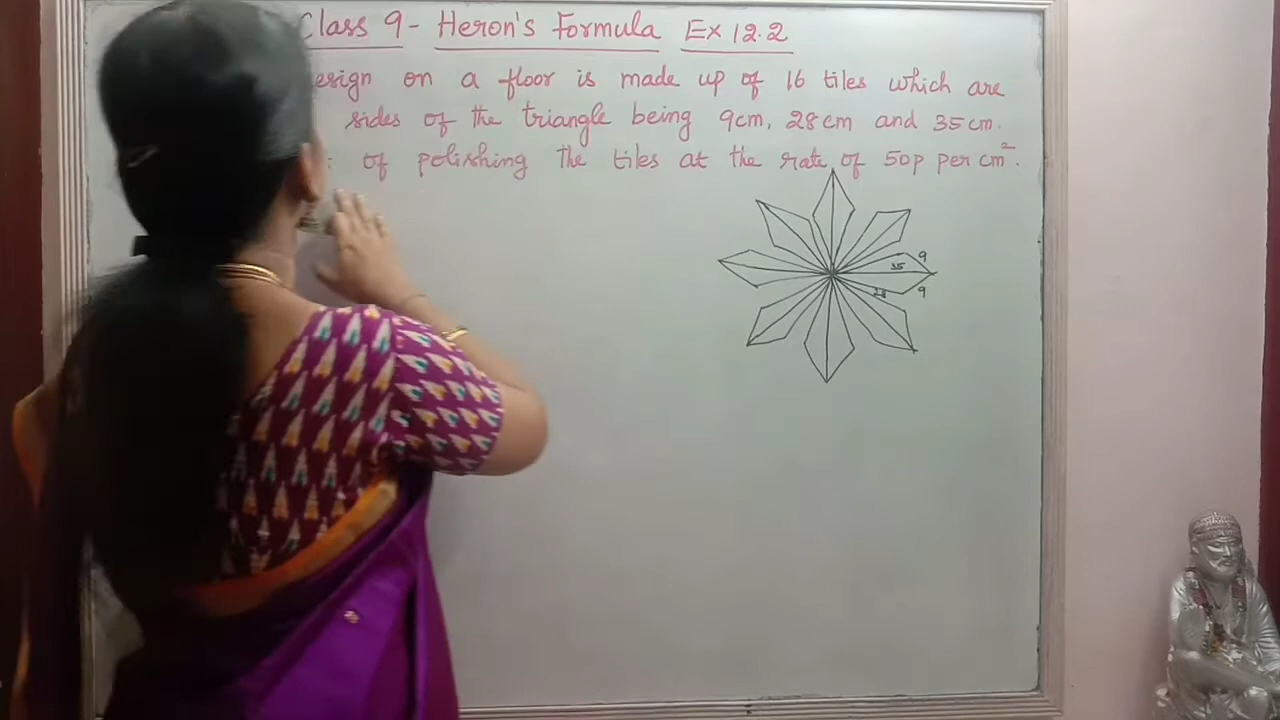 Class 9 - Heron's Formula Ex 12.2
on a floor is made up of 16 tiles which are
sides of the triangle being 9cm, 28cm and 35cm.
of polishing the tiles at the rate of 50p per cm².
9
35
28
9